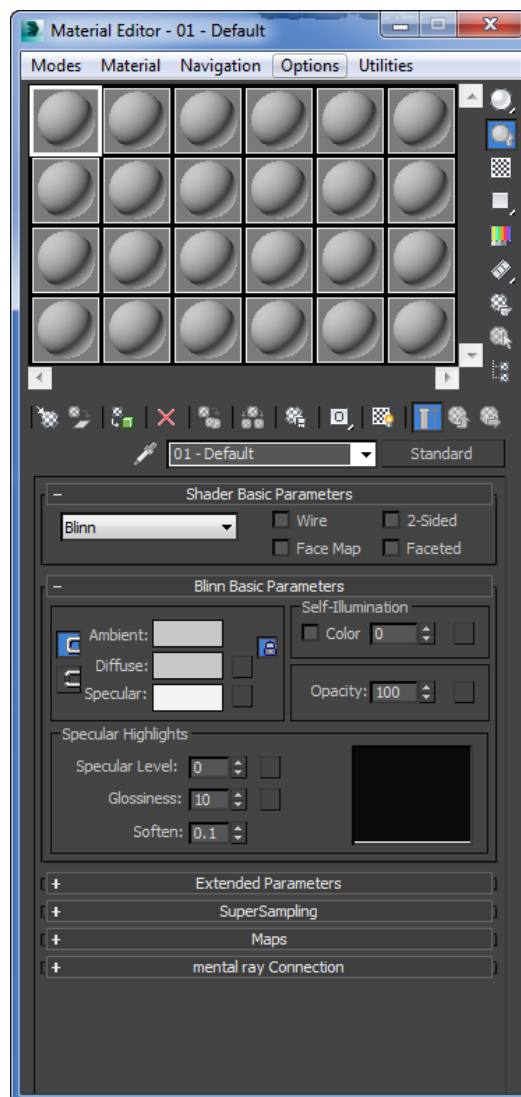 Material Editor - 01 - Default
Modes Material Navigation Options Utilities
01 - Default Standard
Shader Basic Parameters
Blinn Wire 2-Sided
Face Map Faceted
Blinn Basic Parameters
Self-Illumination
Ambient: Color 0
Diffuse:
Specular: Opacity: 100
Specular Highlights
Specular Level: 0
Glossiness: 10
Soften: 0.1
Extended Parameters
SuperSampling
Maps
mental ray Connection